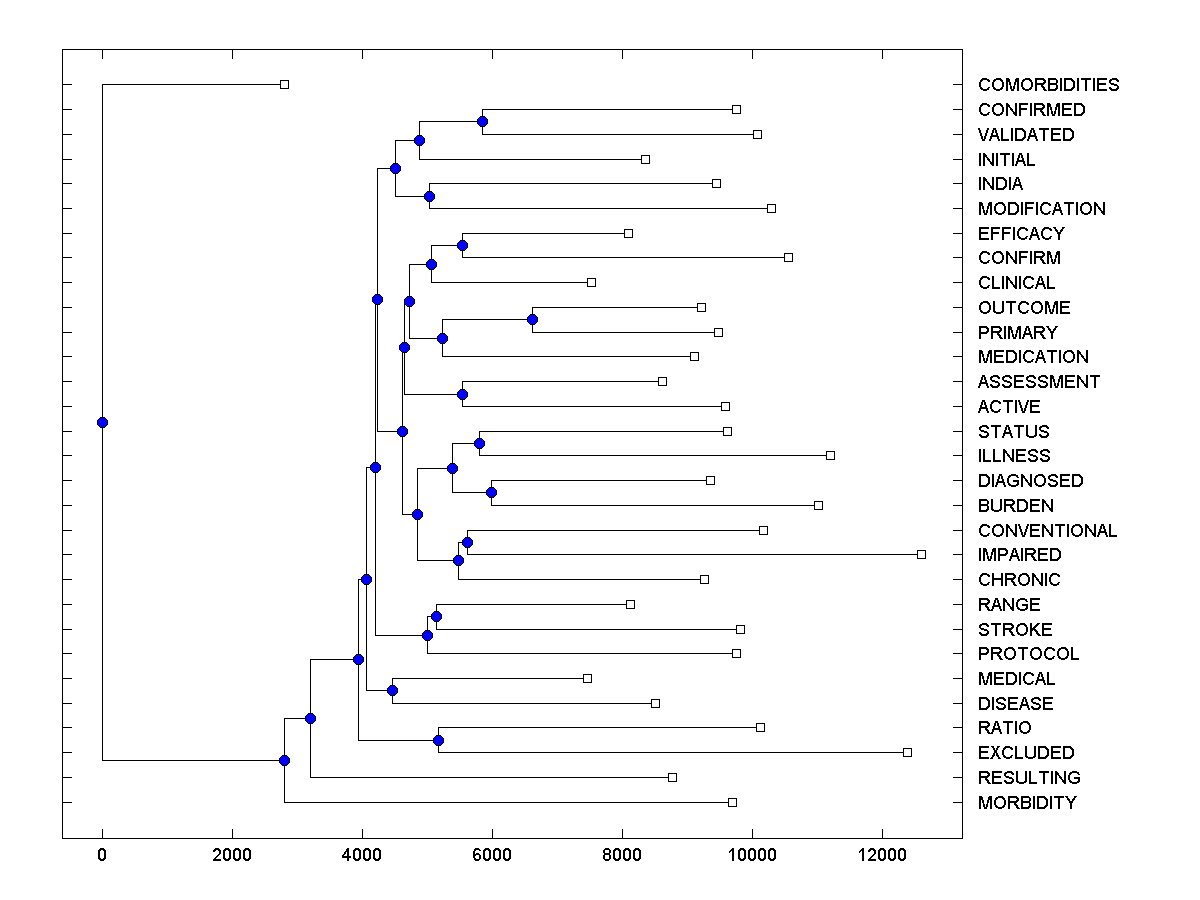 COMORBIDITIES
CONFIRMED
VALIDATED
INITIAL
INDIA
MODIFICATION
EFFICACY
CONFIRM
CLINICAL
OUTCOME
PRIMARY
MEDICATION
ASSESSMENT
ACTIVE
STATUS
ILLNESS
DIAGNOSED
BURDEN
CONVENTIONAL
IMPAIRED
CHRONIC
RANGE
STROKE
PROTOCOL
MEDICAL
DISEASE
RATIO
EXCLUDED
RESULTING
MORBIDITY
0 2000 4000 6000 8000 10000 12000